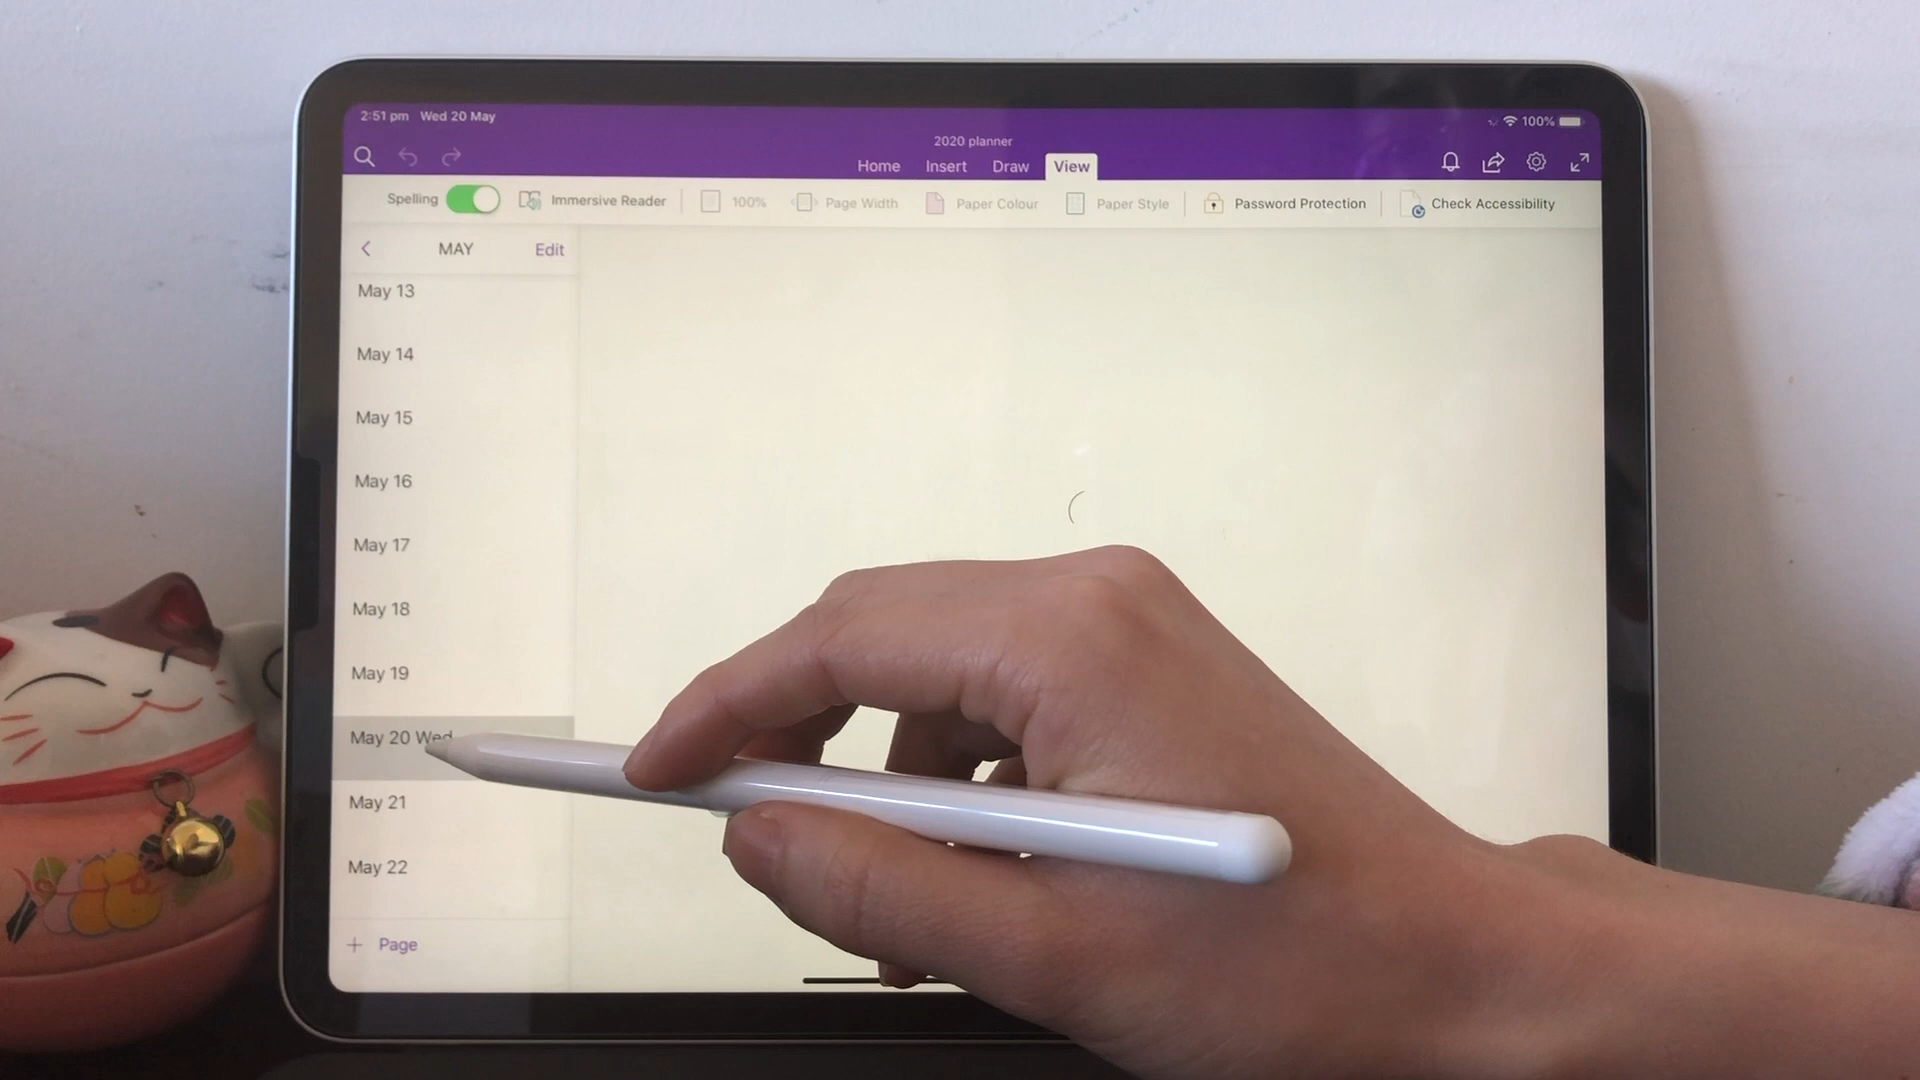 2:51 pm Wed 20 May
100%
2020 planner
Home Insert Draw View
Spelling Immersive Reader 100% Page Width Paper Colour Paper Style Password Protection Check Accessibility
MAY Edit
May 13
May 14
May 15
May 16
May 17
May 18
May 19
May 20 Wed
May 21
May 22
+ Page